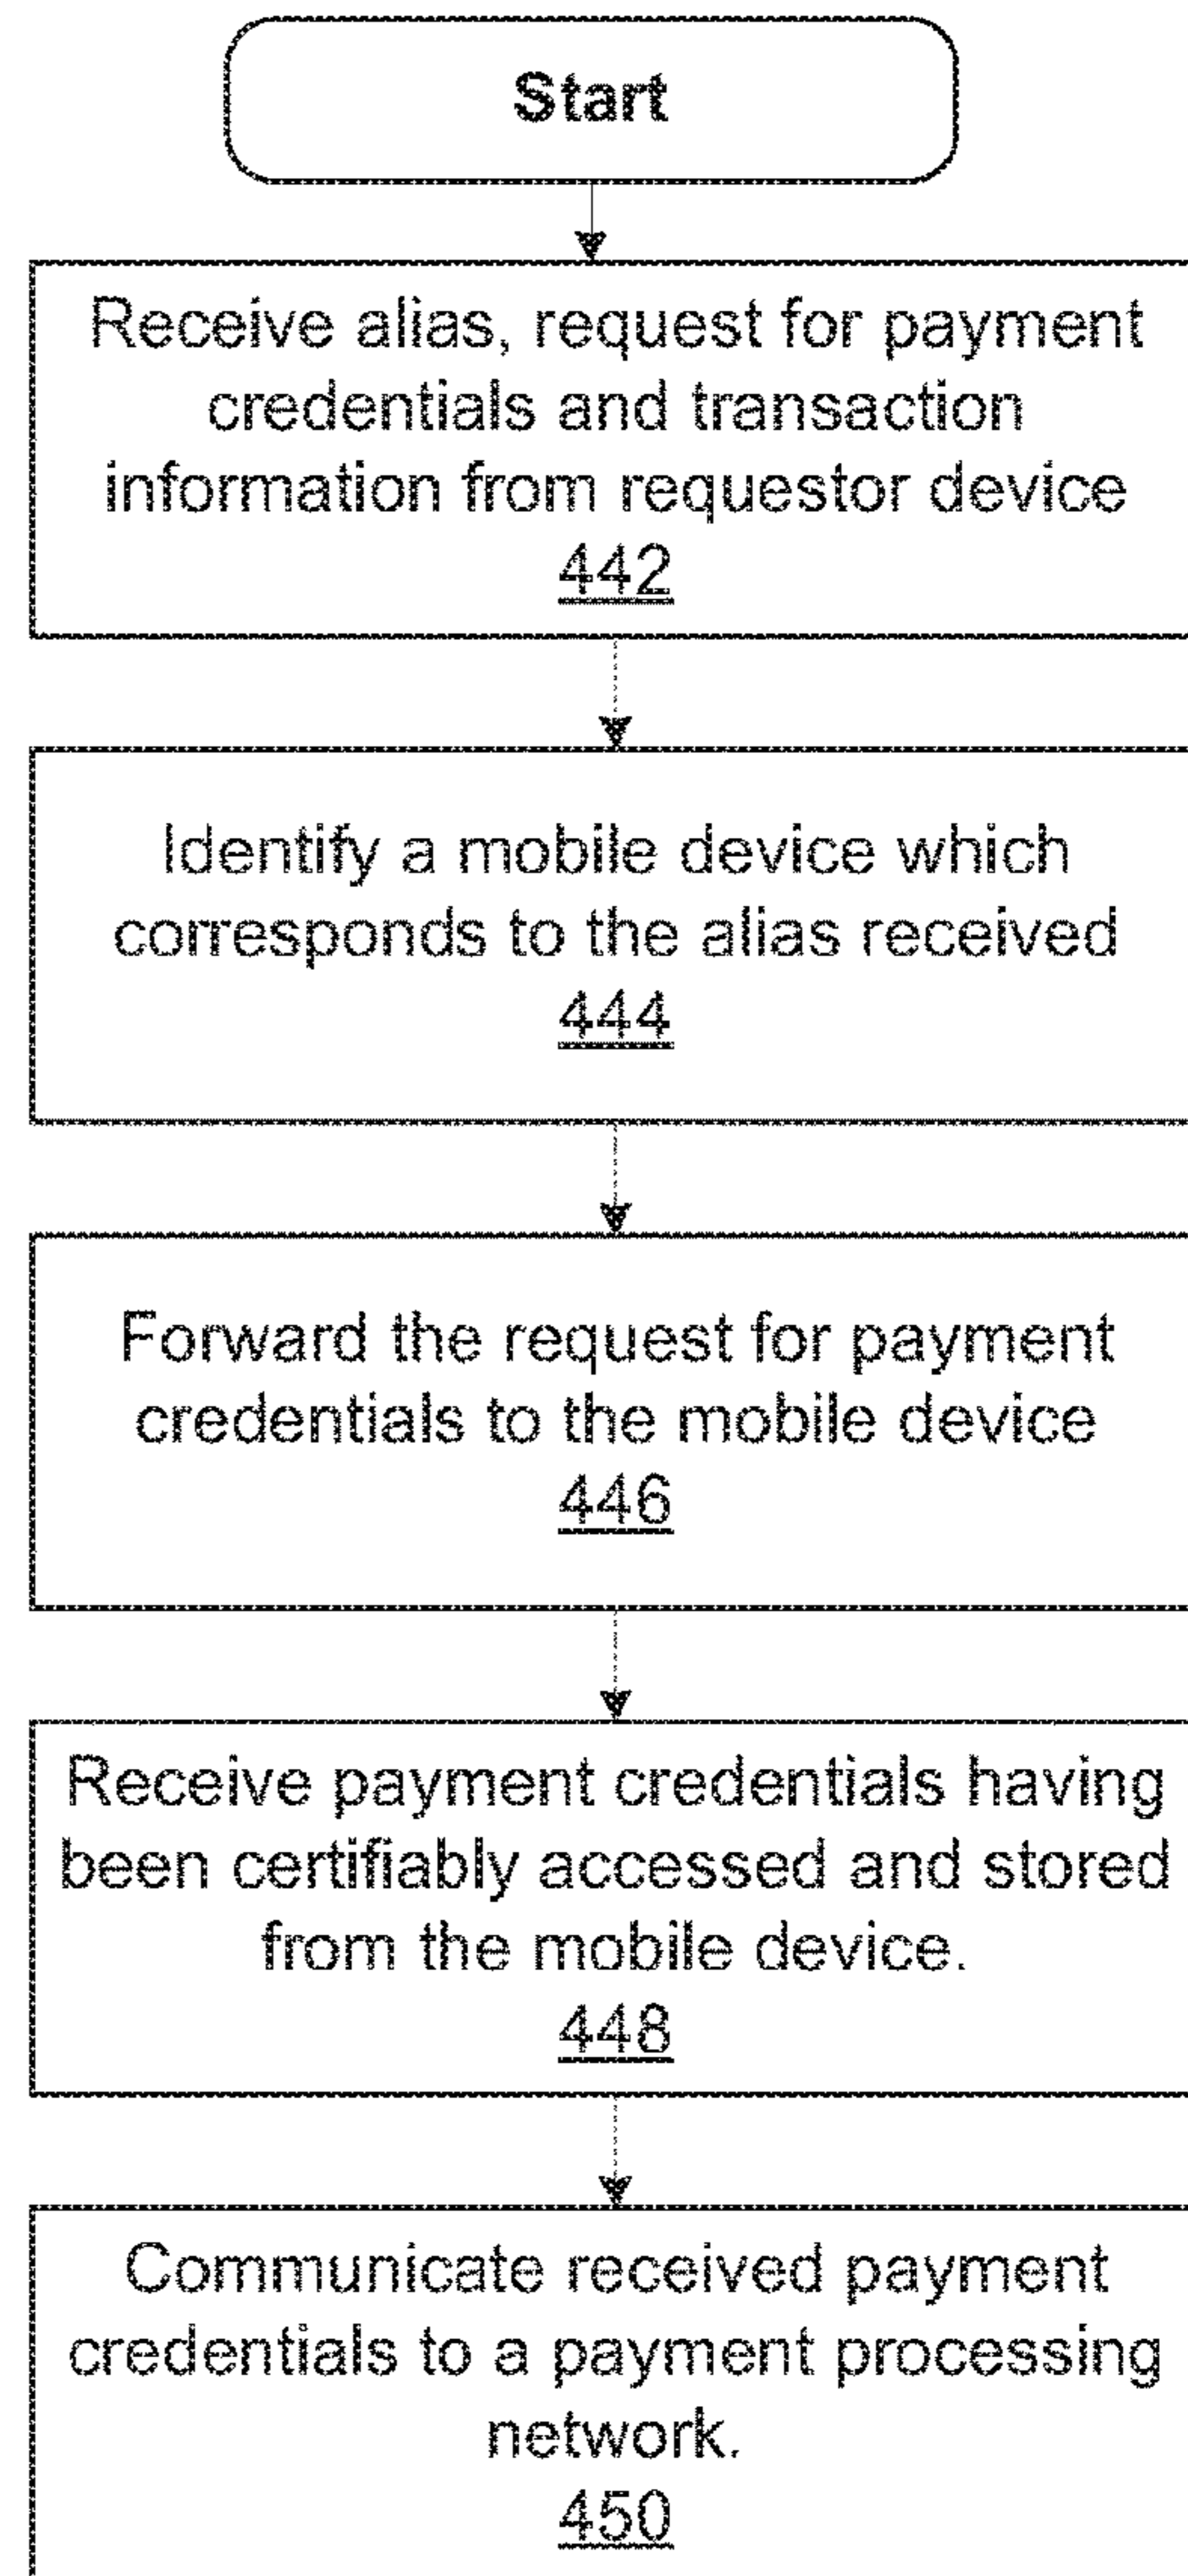 Start
Receive alias, request for payment
credentials and transaction
information from requestor device
442
Identify a mobile device which
corresponds to the alias received
444
Forward the request for payment
credentials to the mobile device
446
Receive payment credentials having
been certifiably accessed and stored
from the mobile device.
448
Communicate received payment
credentials to a payment processing
network.
450